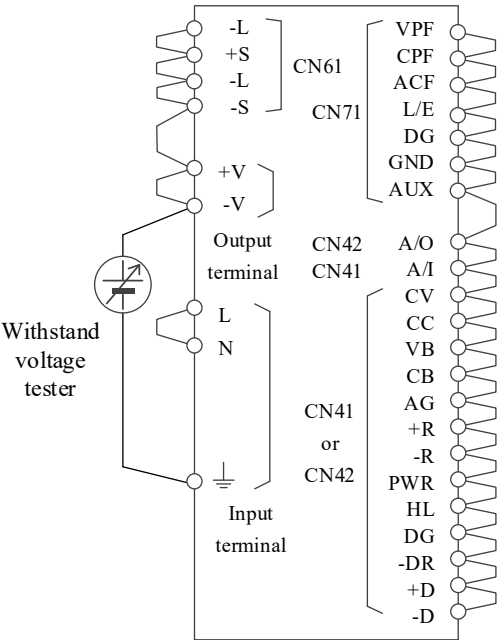 -L
+S
-L
-S
CN61
+V
-V
Output
terminal
Withstand
voltage
tester
L
N
Input
terminal
CN71
VPF
CPF
ACF
L/E
DG
GND
AUX
CN42
A/O
CN41
A/I
CN41
or
CN42
CV
CC
VB
CB
AG
+R
-R
PWR
HL
DG
-DR
+D
-D